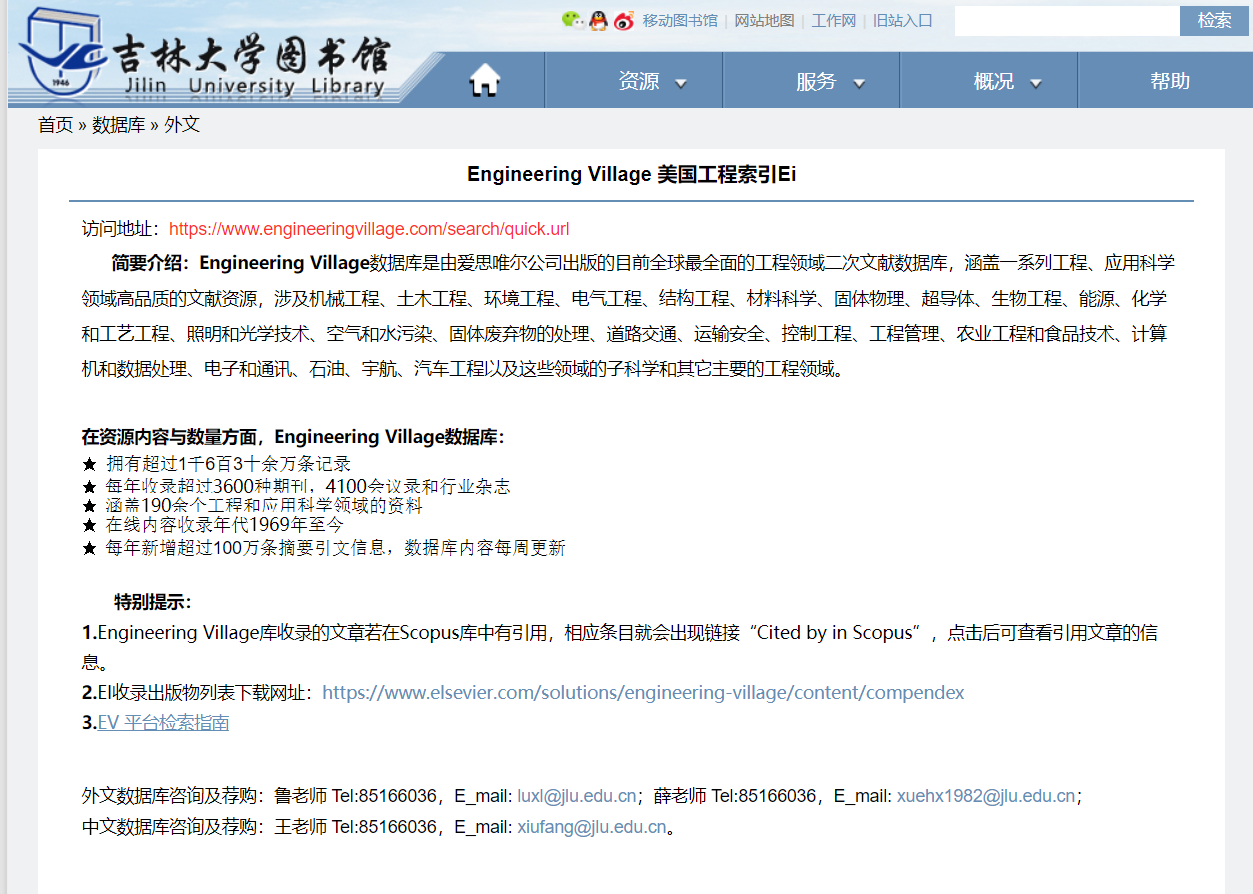 吉林大学图书馆
Jilin University Library
1946
移动图书馆 | 网站地图 | 工作网 | 旧站入口
检索
资源 服务 概况 帮助
首页 » 数据库 » 外文
Engineering Village 美国工程索引Ei
访问地址：https://www.engineeringvillage.com/search/quick.url
简要介绍：Engineering Village数据库是由爱思唯尔公司出版的目前全球最全面的工程领域二次文献数据库，涵盖一系列工程、应用科学
领域高品质的文献资源，涉及机械工程、土木工程、环境工程、电气工程、结构工程、材料科学、固体物理、超导体、生物工程、能源、化学
和工艺工程、照明和光学技术、空气和水污染、固体废弃物的处理、道路交通、运输安全、控制工程、工程管理、农业工程和食品技术、计算
机和数据处理、电子和通讯、石油、宇航、汽车工程以及这些领域的子科学和其它主要的工程领域。
在资源内容与数量方面，Engineering Village数据库：
★ 拥有超过1千6百3十余万条记录
★ 每年收录超过3600种期刊，4100会议录和行业杂志
★ 涵盖190余个工程和应用科学领域的资料
★ 在线内容收录年代1969年至今
★ 每年新增超过100万条摘要引文信息，数据库内容每周更新
特别提示：
1.Engineering Village库收录的文章若在Scopus库中有引用，相应条目就会出现链接“Cited by in Scopus”，点击后可查看引用文章的信
息。
2.EI收录出版物列表下载网址：https://www.elsevier.com/solutions/engineering-village/content/compendex
3.EV 平台检索指南
外文数据库咨询及荐购：鲁老师 Tel:85166036，E_mail: luxl@jlu.edu.cn；薛老师 Tel:85166036，E_mail: xuehx1982@jlu.edu.cn；
中文数据库咨询及荐购：王老师 Tel:85166036，E_mail: xiufang@jlu.edu.cn。